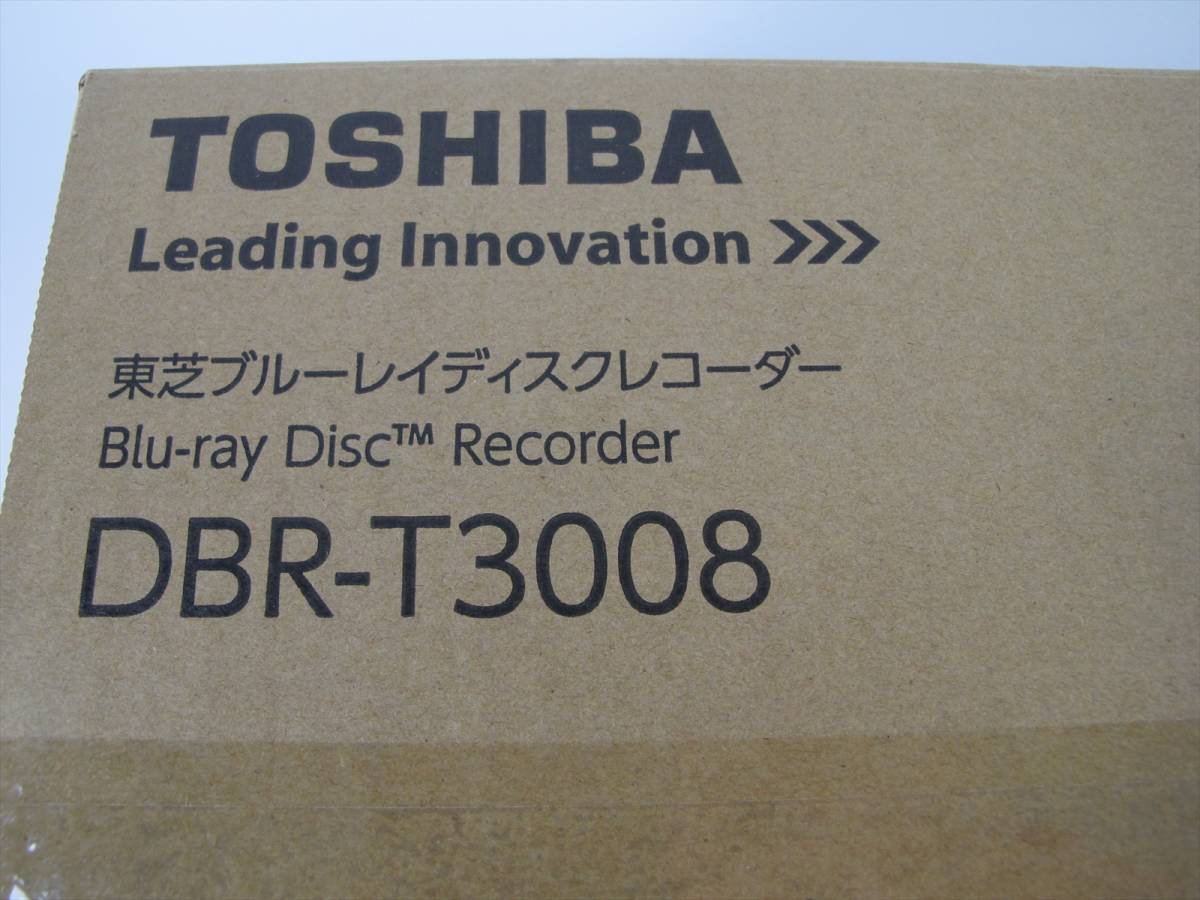 TOSHIBA
Leading Innovation >>>
東芝ブルーレイディスクレコーダー
Blu-ray Disc™ Recorder
DBR-T3008